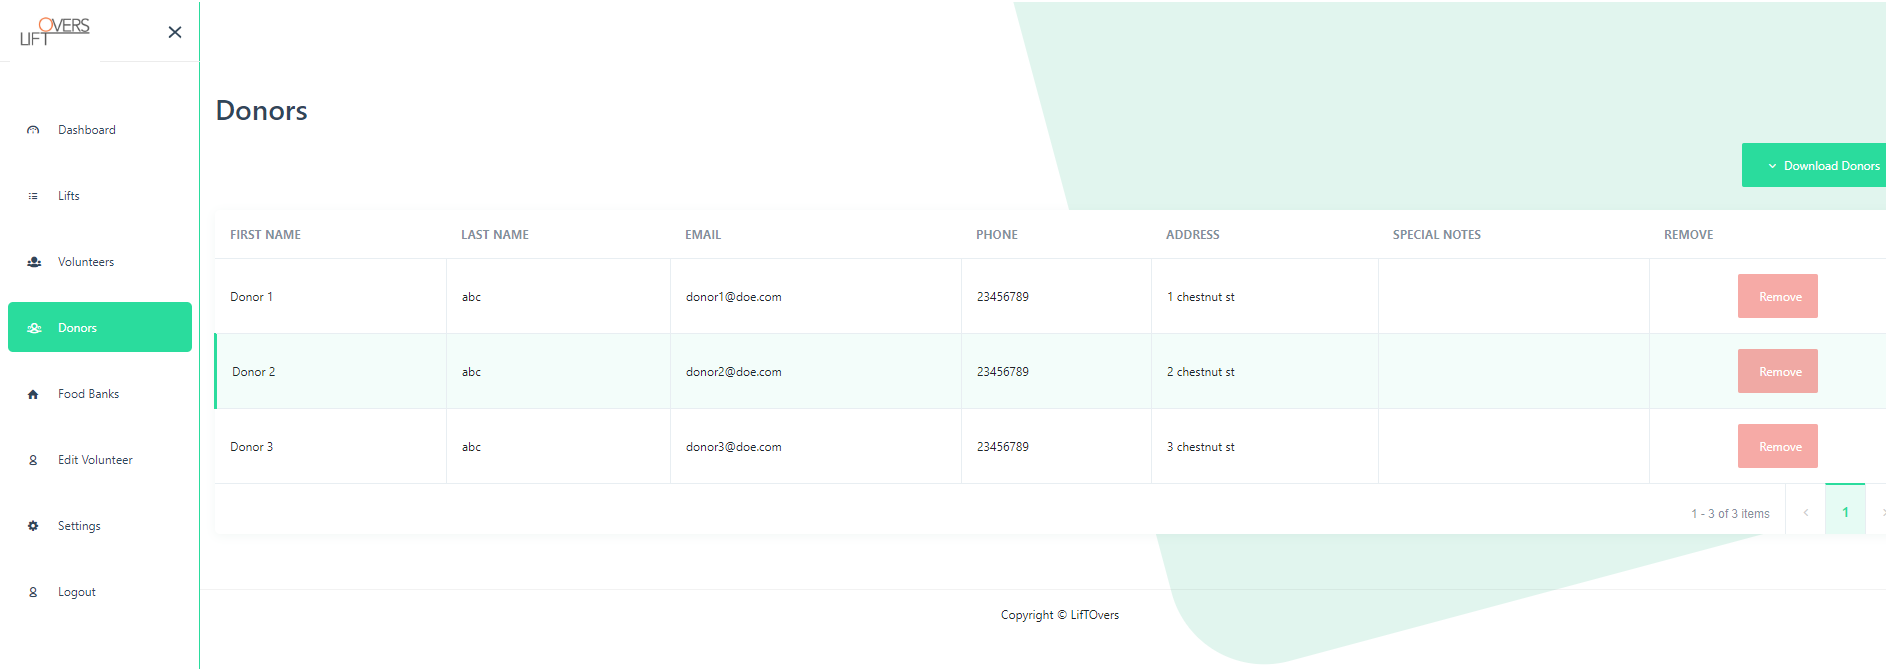 LIFTOVERS
Dashboard
Lifts
Volunteers
Donors
Food Banks
Edit Volunteer
Settings
Logout
Donors
Download Donors
FIRST NAME LAST NAME EMAIL PHONE ADDRESS SPECIAL NOTES REMOVE
Donor 1 abc donor1@doe.com 23456789 1 chestnut st Remove
Donor 2 abc donor2@doe.com 23456789 2 chestnut st Remove
Donor 3 abc donor3@doe.com 23456789 3 chestnut st Remove
1 - 3 of 3 items 1
Copyright © LifTOvers